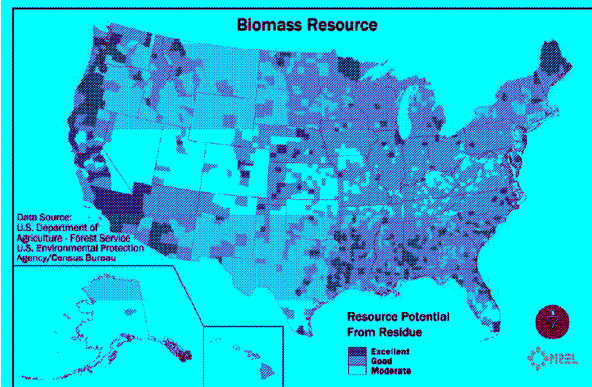 Biomass Resource
Data Source:
U.S. Department of
Agriculture - Forest Service
U.S. Environmental Protection
Agency/Census Bureau
Resource Potential
From Residue
Excellent
Good
Moderate
NREL